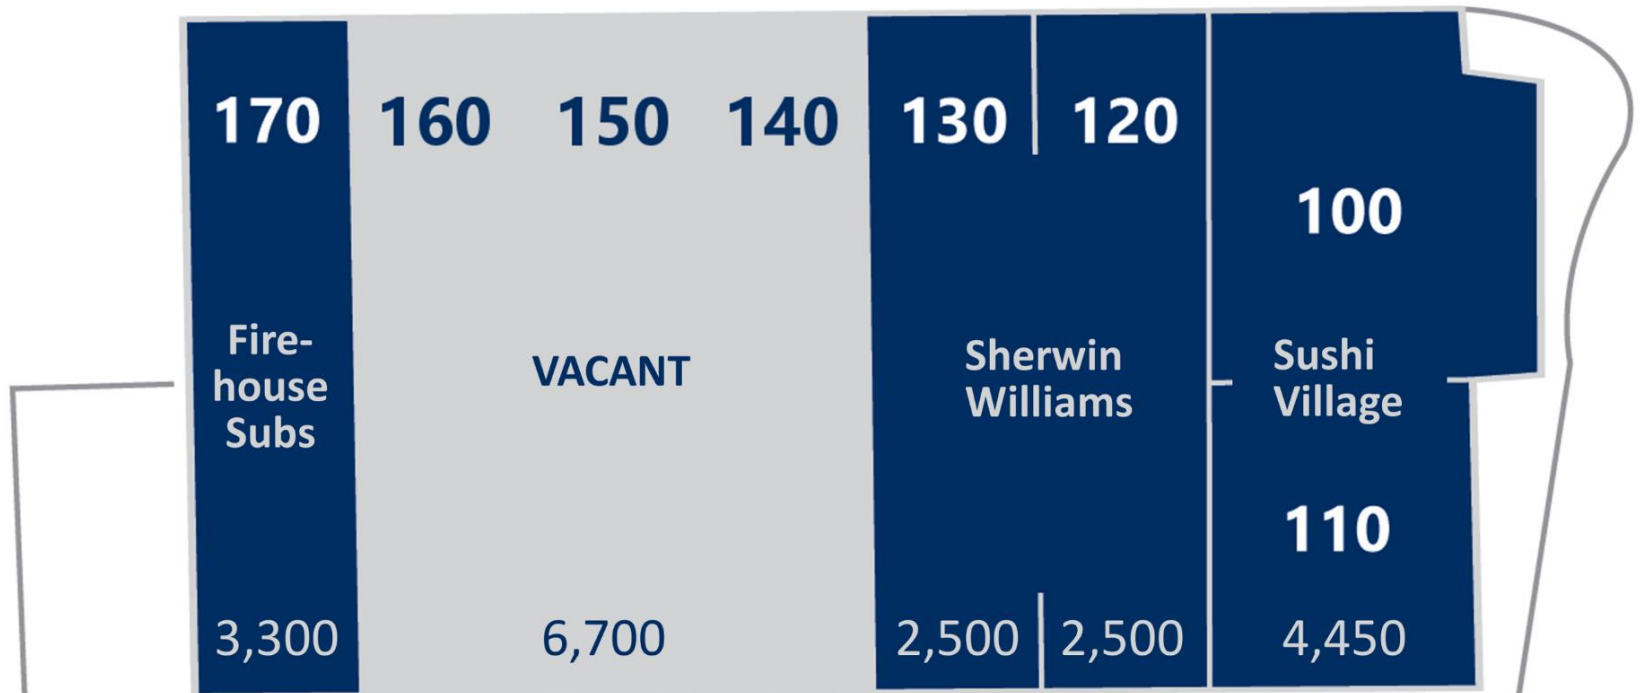 170 160 150 140 130 120
100
Fire-
house
Subs
VACANT
Sherwin
Williams
Sushi
Village
110
3,300 6,700 2,500 2,500 4,450